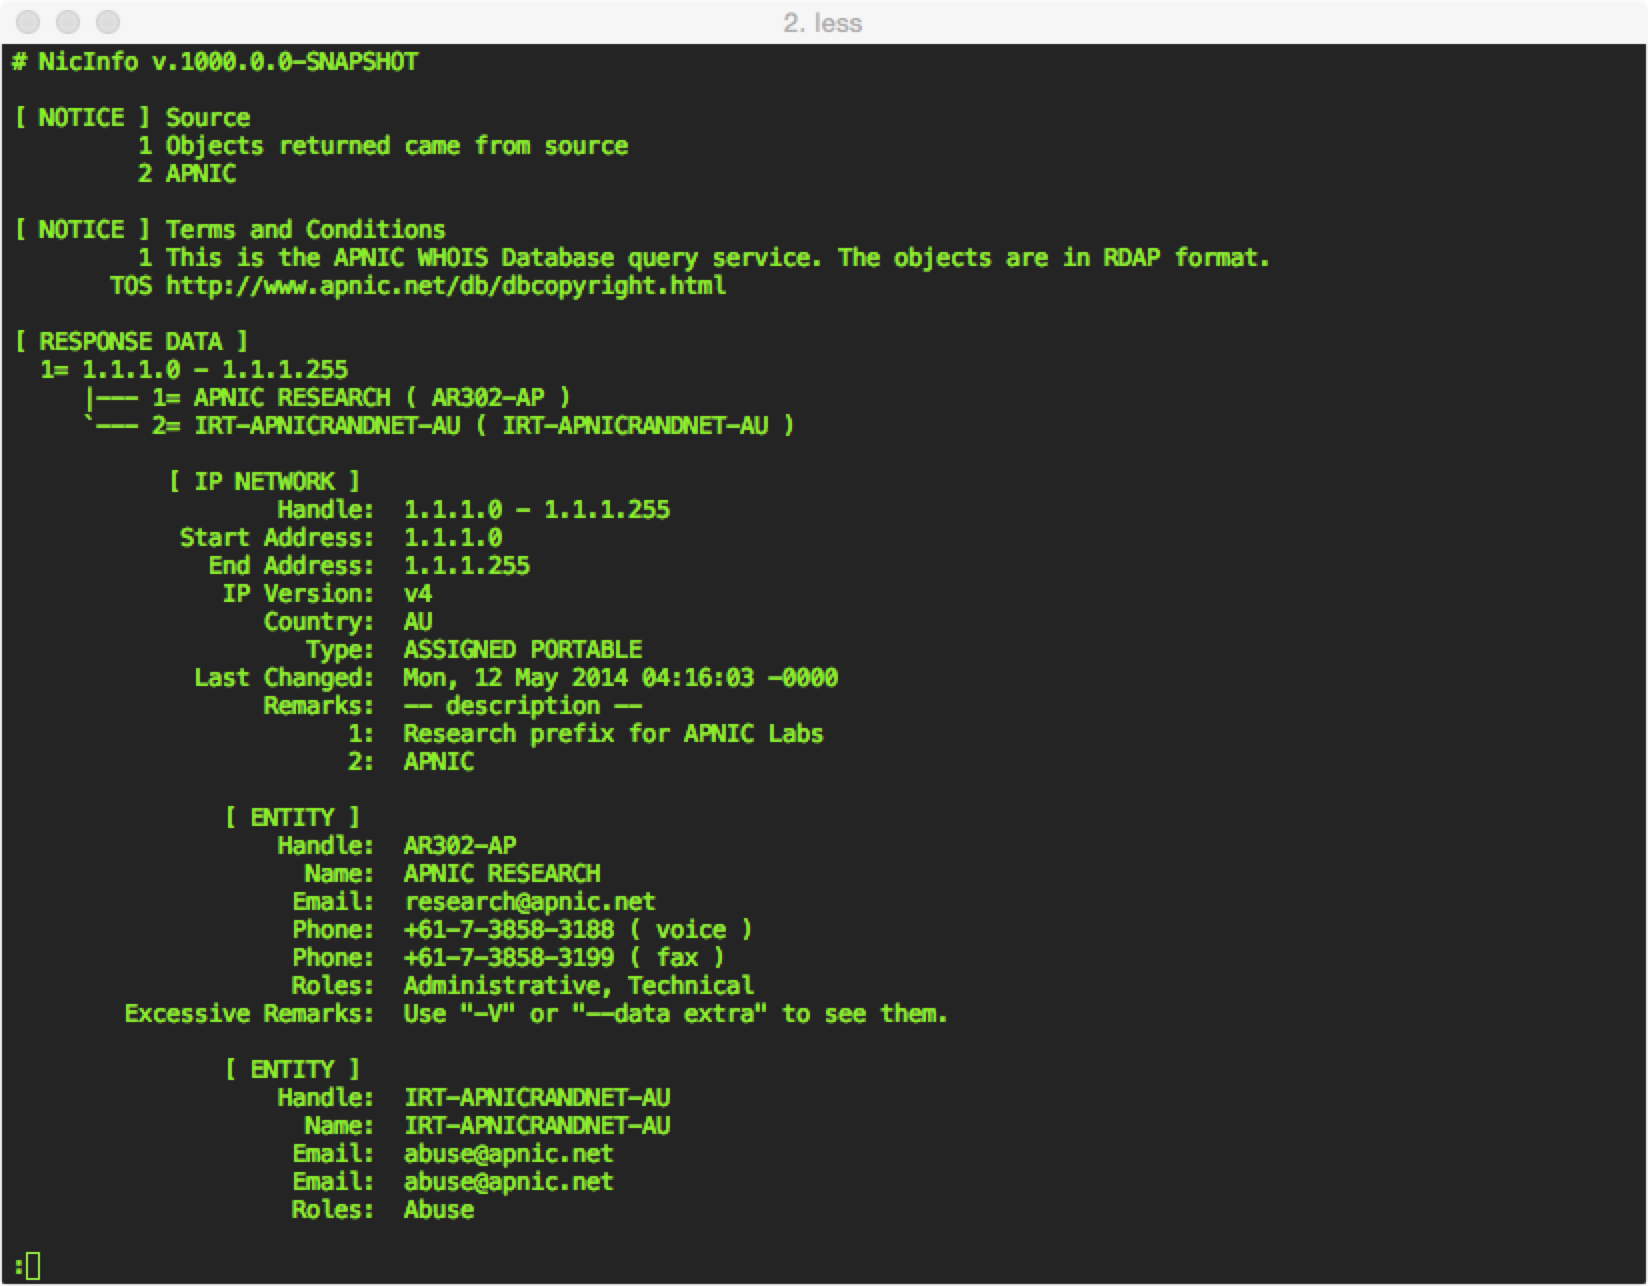 2. less
# NicInfo v.1000.0.0-SNAPSHOT
[ NOTICE ] Source
1 Objects returned came from source
2 APNIC
[ NOTICE ] Terms and Conditions
1 This is the APNIC WHOIS Database query service. The objects are in RDAP format.
TOS http://www.apnic.net/db/dbcopyright.html
[ RESPONSE DATA ]
1= 1.1.1.0 - 1.1.1.255
|--- 1= APNIC RESEARCH ( AR302-AP )
`--- 2= IRT-APNICRANDNET-AU ( IRT-APNICRANDNET-AU )
[ IP NETWORK ]
Handle: 1.1.1.0 - 1.1.1.255
Start Address: 1.1.1.0
End Address: 1.1.1.255
IP Version: v4
Country: AU
Type: ASSIGNED PORTABLE
Last Changed: Mon, 12 May 2014 04:16:03 -0000
Remarks: -- description --
1: Research prefix for APNIC Labs
2: APNIC
[ ENTITY ]
Handle: AR302-AP
Name: APNIC RESEARCH
Email: research@apnic.net
Phone: +61-7-3858-3188 ( voice )
Phone: +61-7-3858-3199 ( fax )
Roles: Administrative, Technical
Excessive Remarks: Use "-V" or "--data extra" to see them.
[ ENTITY ]
Handle: IRT-APNICRANDNET-AU
Name: IRT-APNICRANDNET-AU
Email: abuse@apnic.net
Email: abuse@apnic.net
Roles: Abuse
: